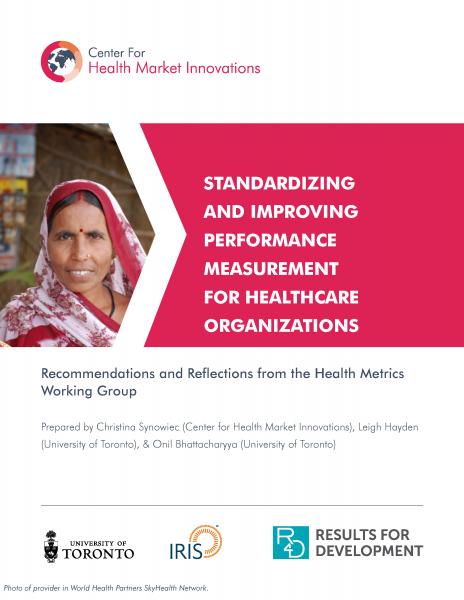 Center For
Health Market Innovations
STANDARDIZING
AND IMPROVING
PERFORMANCE
MEASUREMENT
FOR HEALTHCARE
ORGANIZATIONS
Recommendations and Reflections from the Health Metrics
Working Group
Prepared by Christina Synowiec (Center for Health Market Innovations), Leigh Hayden
(University of Toronto), & Onil Bhattacharyya (University of Toronto)
UNIVERSITY OF
TORONTO
IRIS
R4D
RESULTS FOR
DEVELOPMENT
Photo of provider in World Health Partners SkyHealth Network.